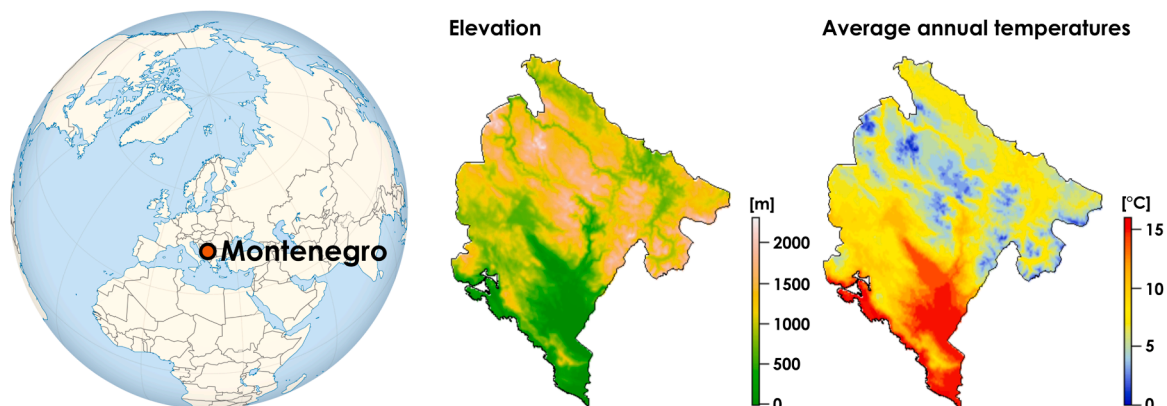 Montenegro
Elevation
[m]
2000
1500
1000
500
0
Average annual temperatures
[°C]
15
10
5
0